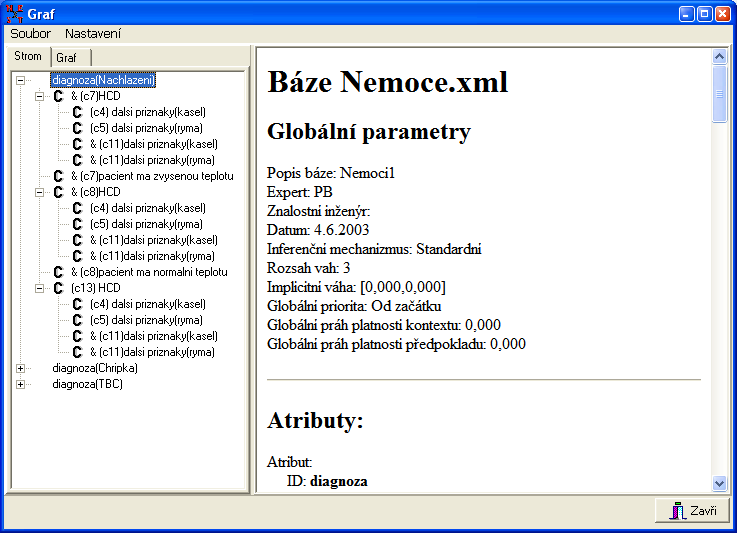 Graf
Soubor Nastavení
Strom Graf
diagnoza(Nachlazeni)
& (c7)HCD
(c4) dalsi priznaky(kasel)
(c5) dalsi priznaky(ryma)
& (c11)dalsi priznaky(kasel)
& (c11)dalsi priznaky(ryma)
& (c7)pacient ma zvysenou teplotu
& (c8)HCD
(c4) dalsi priznaky(kasel)
(c5) dalsi priznaky(ryma)
& (c11)dalsi priznaky(kasel)
& (c11)dalsi priznaky(ryma)
& (c8)pacient ma normalni teplotu
(c13) HCD
(c4) dalsi priznaky(kasel)
(c5) dalsi priznaky(ryma)
& (c11)dalsi priznaky(kasel)
& (c11)dalsi priznaky(ryma)
diagnoza(Chripka)
diagnoza(TBC)
Báze Nemoce.xml
Globální parametry
Popis báze: Nemoci1
Expert: PB
Znalostní inženýr:
Datum: 4.6.2003
Inferenční mechanizmus: Standardní
Rozsah vah: 3
Implicitní váha: [0,000,0,000]
Globální priorita: Od začátku
Globální práh platnosti kontextu: 0,000
Globální práh platnosti předpokladu: 0,000
Atributy:
Atribut:
ID: diagnoza
Zavři